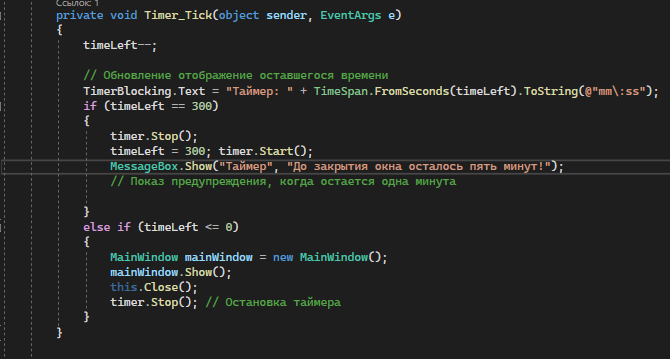 Ссылок: 1
private void Timer_Tick(object sender, EventArgs e)
{
timeLeft--;
// Обновление отображение оставшегося времени
TimerBlocking.Text = "Таймер: " + TimeSpan.FromSeconds(timeLeft).ToString(@"mm\:ss");
if (timeLeft == 300)
{
timer.Stop();
timeLeft = 300; timer.Start();
MessageBox.Show("Таймер", "До закрытия окна осталось пять минут!");
// Показ предупреждения, когда остается одна минута
}
else if (timeLeft <= 0)
{
MainWindow mainWindow = new MainWindow();
mainWindow.Show();
this.Close();
timer.Stop(); // Остановка таймера
}
}